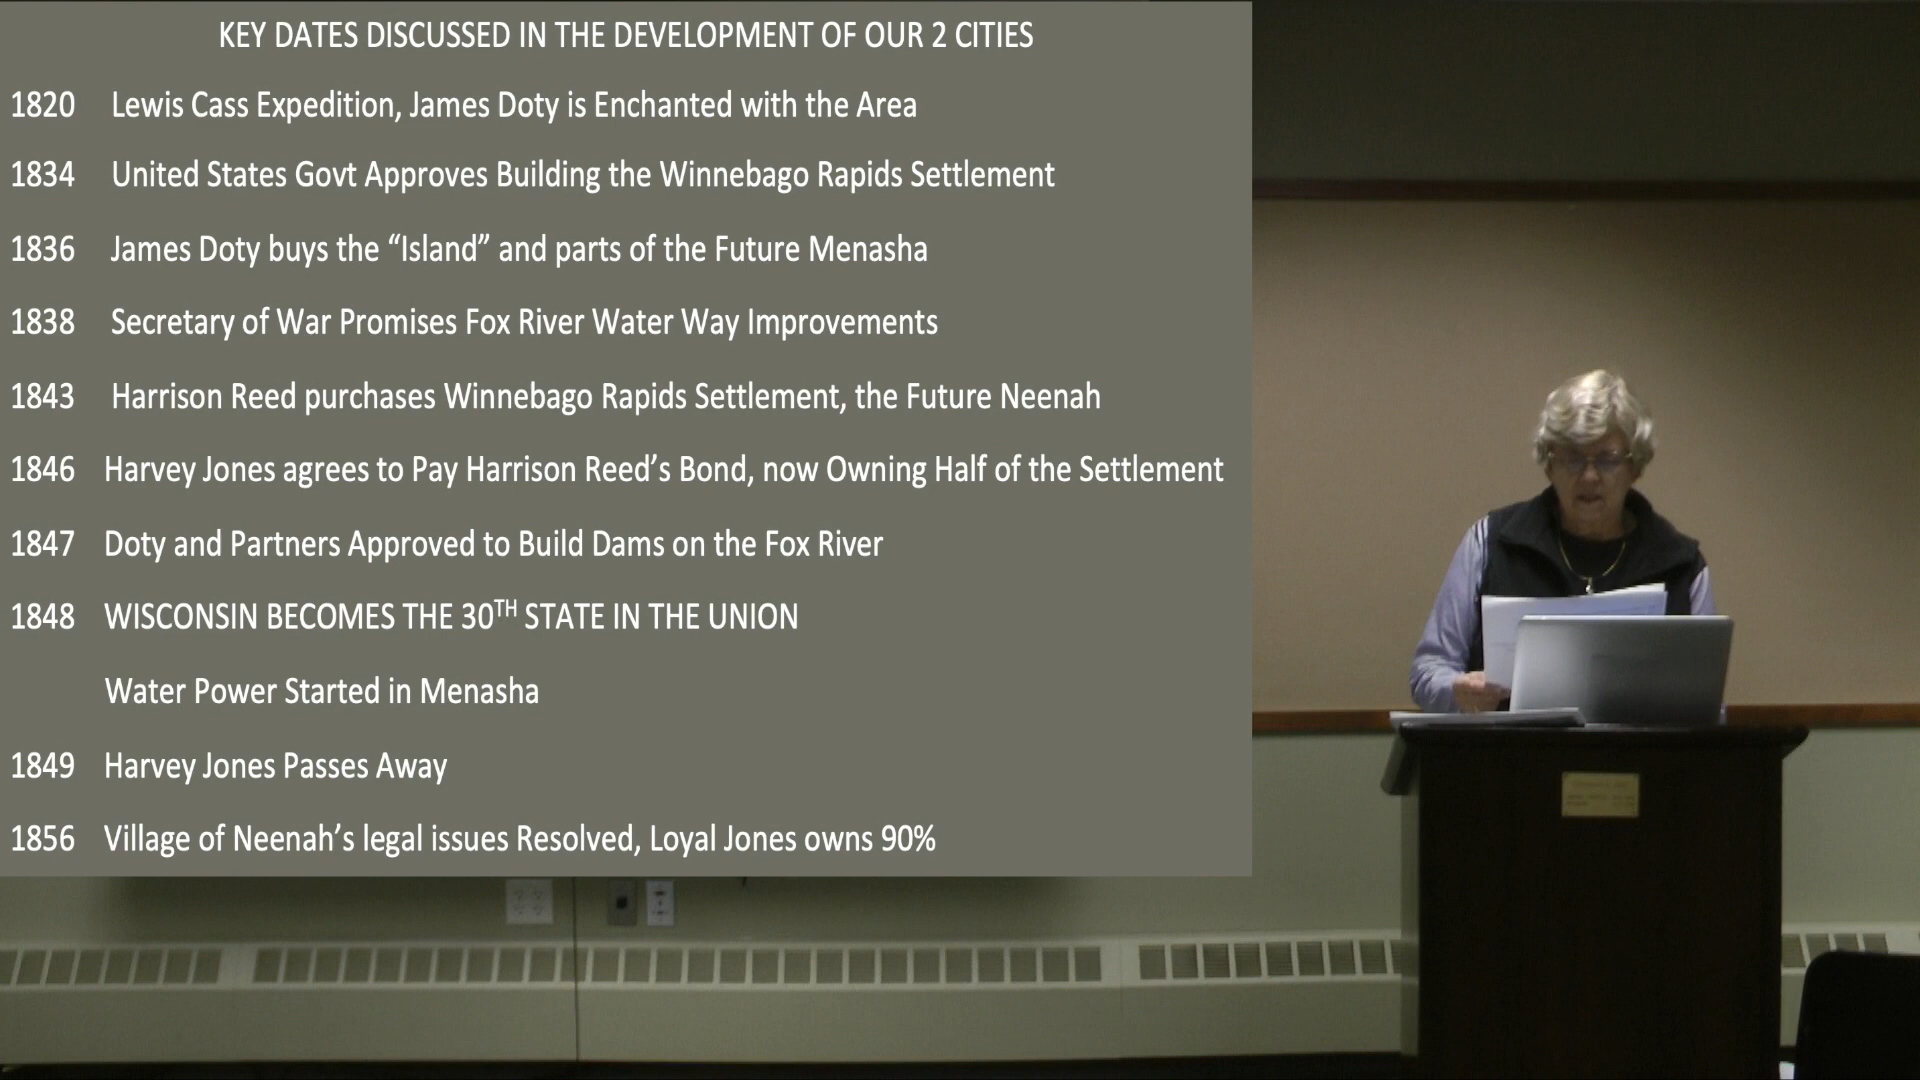 KEY DATES DISCUSSED IN THE DEVELOPMENT OF OUR 2 CITIES
1820 Lewis Cass Expedition, James Doty is Enchanted with the Area
1834 United States Govt Approves Building the Winnebago Rapids Settlement
1836 James Doty buys the “Island” and parts of the Future Menasha
1838 Secretary of War Promises Fox River Water Way Improvements
1843 Harrison Reed purchases Winnebago Rapids Settlement, the Future Neenah
1846 Harvey Jones agrees to Pay Harrison Reed’s Bond, now Owning Half of the Settlement
1847 Doty and Partners Approved to Build Dams on the Fox River
1848 WISCONSIN BECOMES THE 30TH STATE IN THE UNION
Water Power Started in Menasha
1849 Harvey Jones Passes Away
1856 Village of Neenah’s legal issues Resolved, Loyal Jones owns 90%